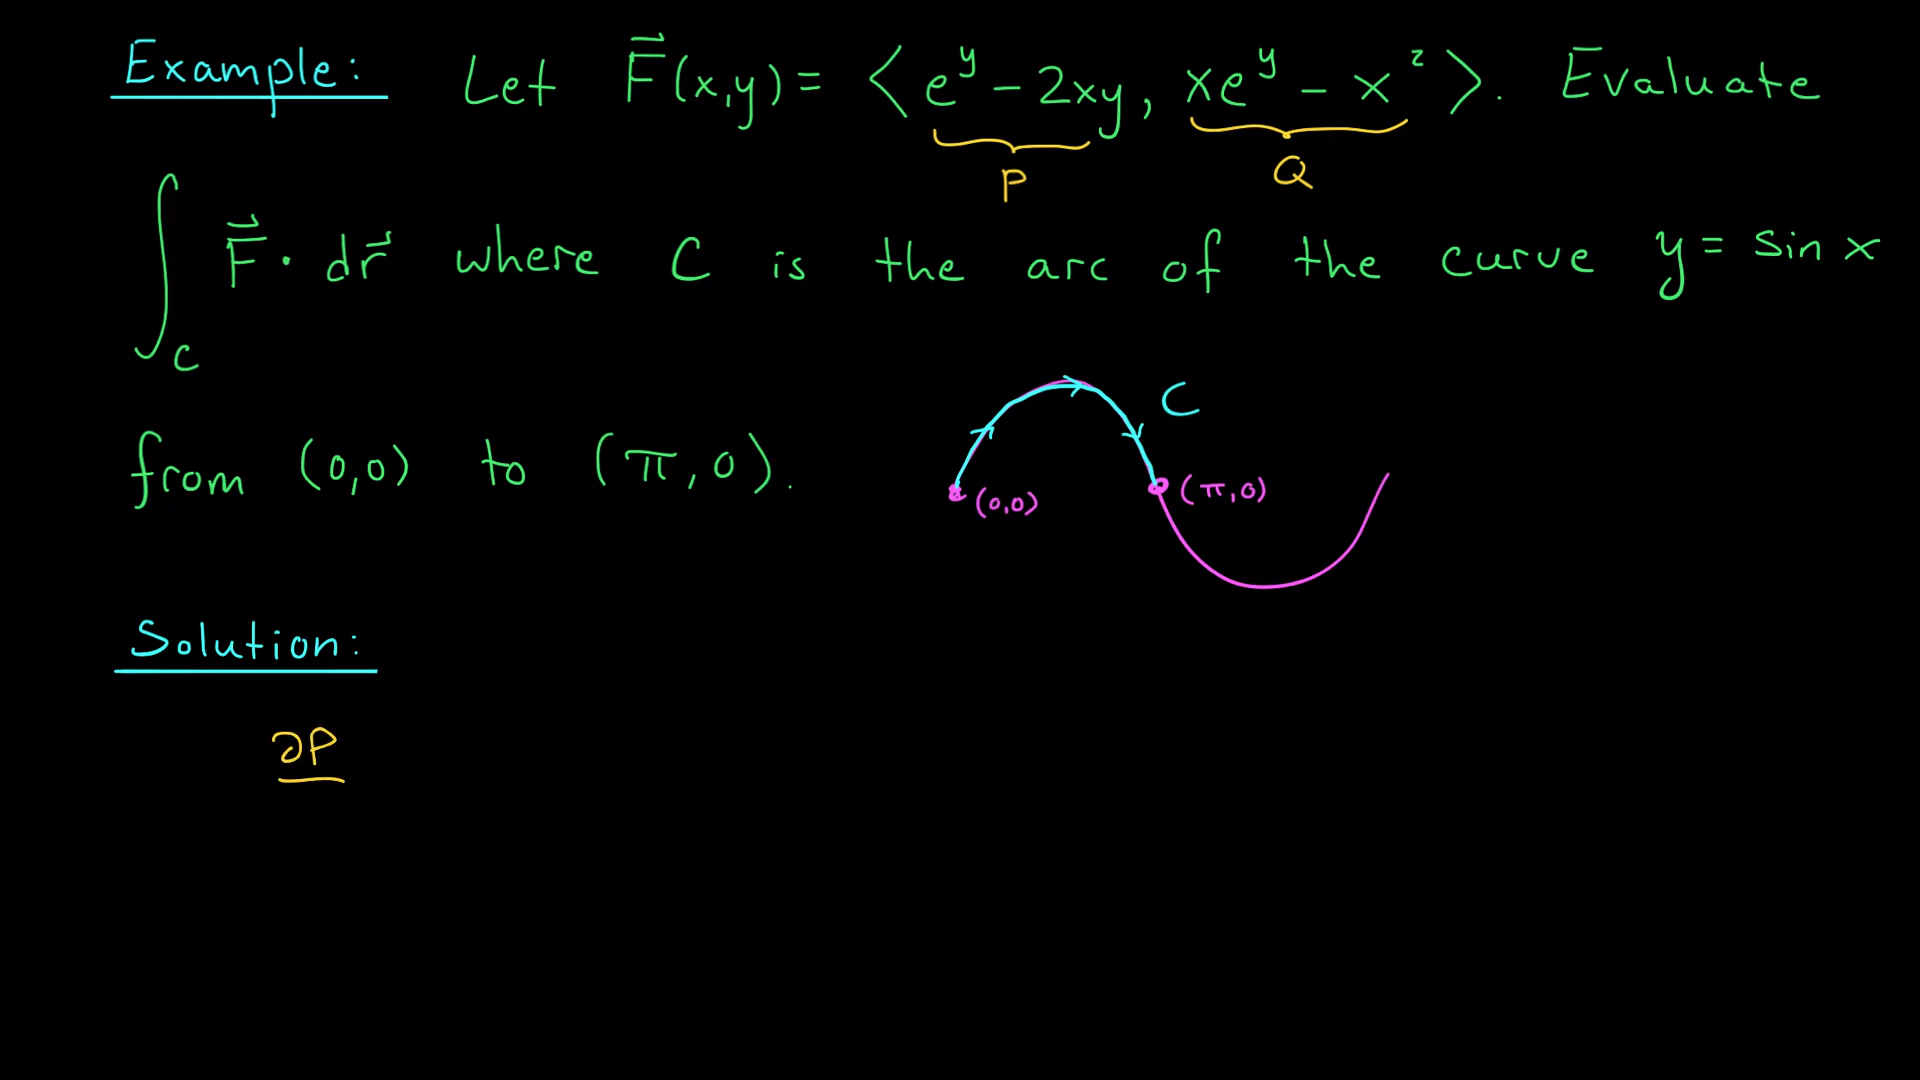 Example: Let F⃗(x,y) = ⟨e^y - 2xy, xe^y - x²⟩. Evaluate
P Q
∫_C F⃗ · dr⃗ where C is the arc of the curve y = sin x
from (0,0) to (π,0).
C
(0,0) (π,0)
Solution:
∂P